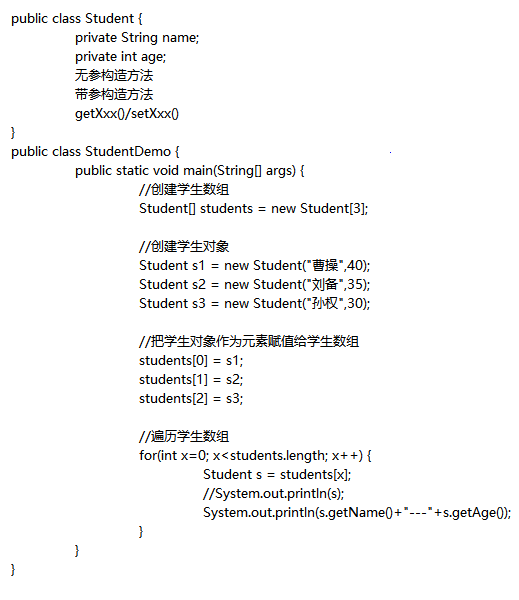 public class Student {
private String name;
private int age;
无参构造方法
带参构造方法
getXxx()/setXxx()
}
public class StudentDemo {
public static void main(String[] args) {
//创建学生数组
Student[] students = new Student[3];
//创建学生对象
Student s1 = new Student("曹操",40);
Student s2 = new Student("刘备",35);
Student s3 = new Student("孙权",30);
//把学生对象作为元素赋值给学生数组
students[0] = s1;
students[1] = s2;
students[2] = s3;
//遍历学生数组
for(int x=0; x<students.length; x++) {
Student s = students[x];
//System.out.println(s);
System.out.println(s.getName()+"---"+s.getAge());
}
}
}